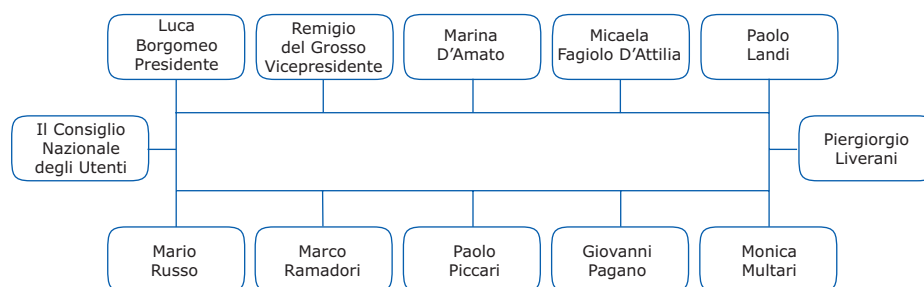 Luca
Borgomeo
Presidente
Remigio
del Grosso
Vicepresidente
Marina
D'Amato
Micaela
Fagiolo D'Attilia
Paolo
Landi
Il Consiglio
Nazionale
degli Utenti
Piergiorgio
Liverani
Mario
Russo
Marco
Ramadori
Paolo
Piccari
Giovanni
Pagano
Monica
Multari